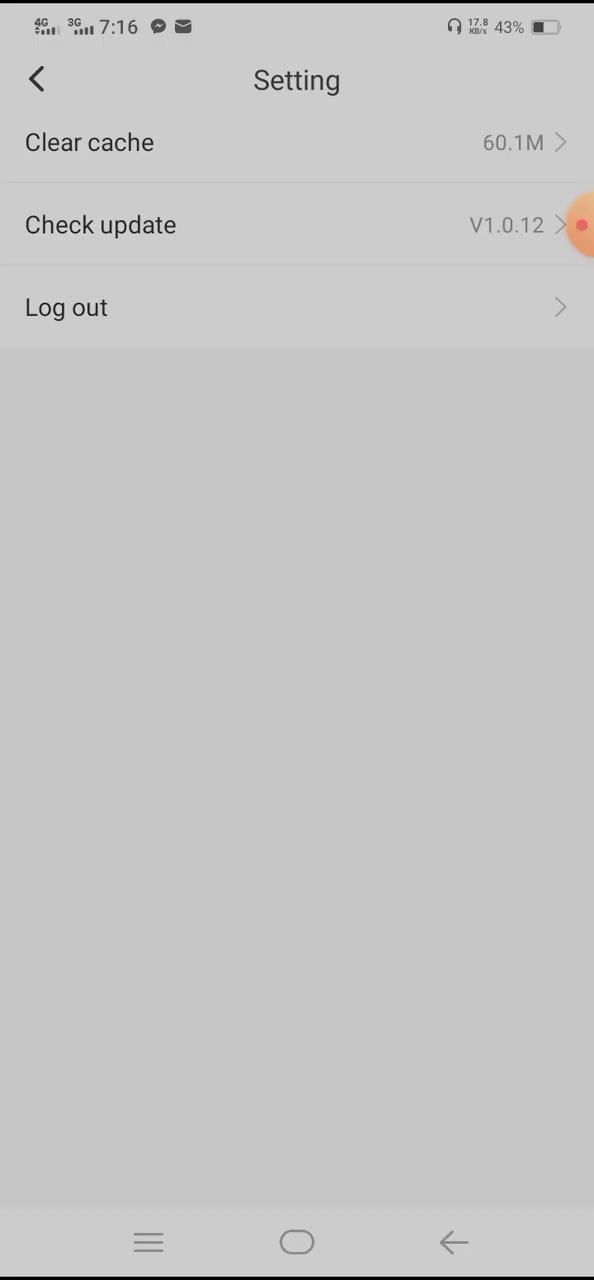 4G 3G 7:16 17.8 KB/s 43%
Setting
Clear cache 60.1M
Check update V1.0.12
Log out